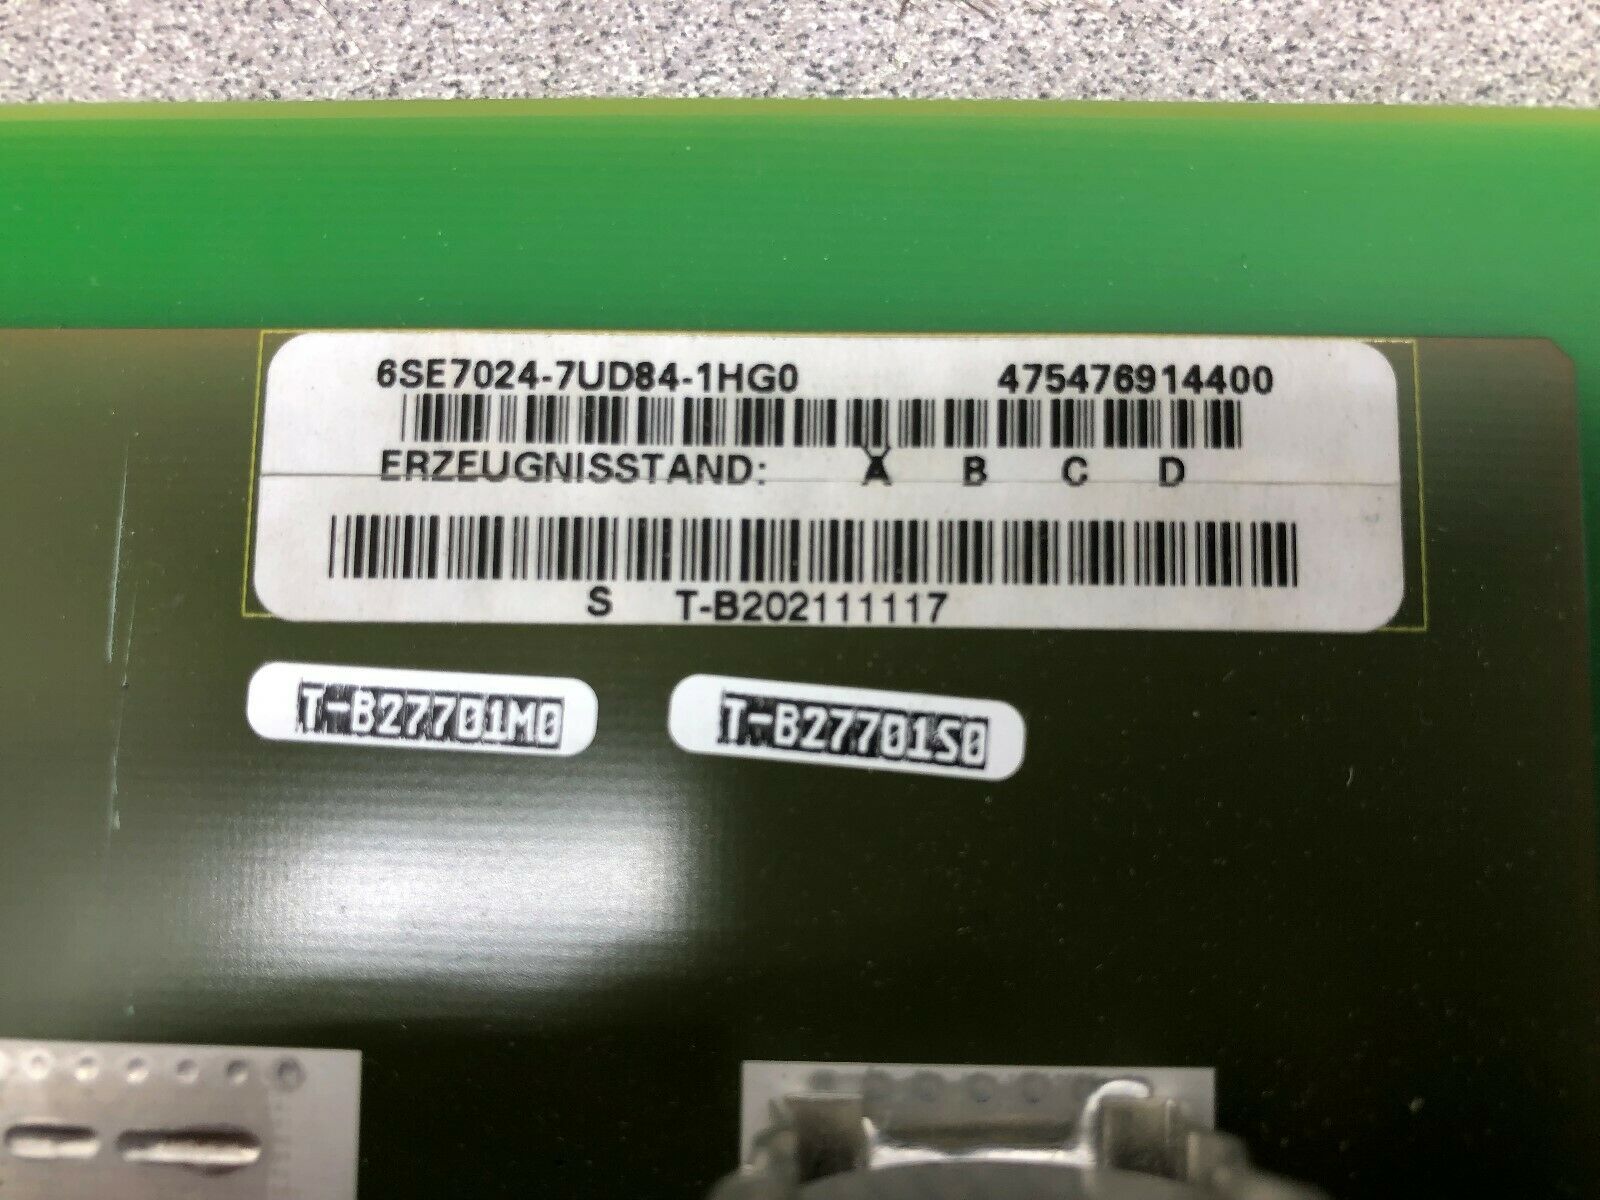 6SE7024-7UD84-1HG0 475476914400
ERZEUGNISSTAND: A B C D
S T-B202111117
T-B27701M0 T-B27701S0